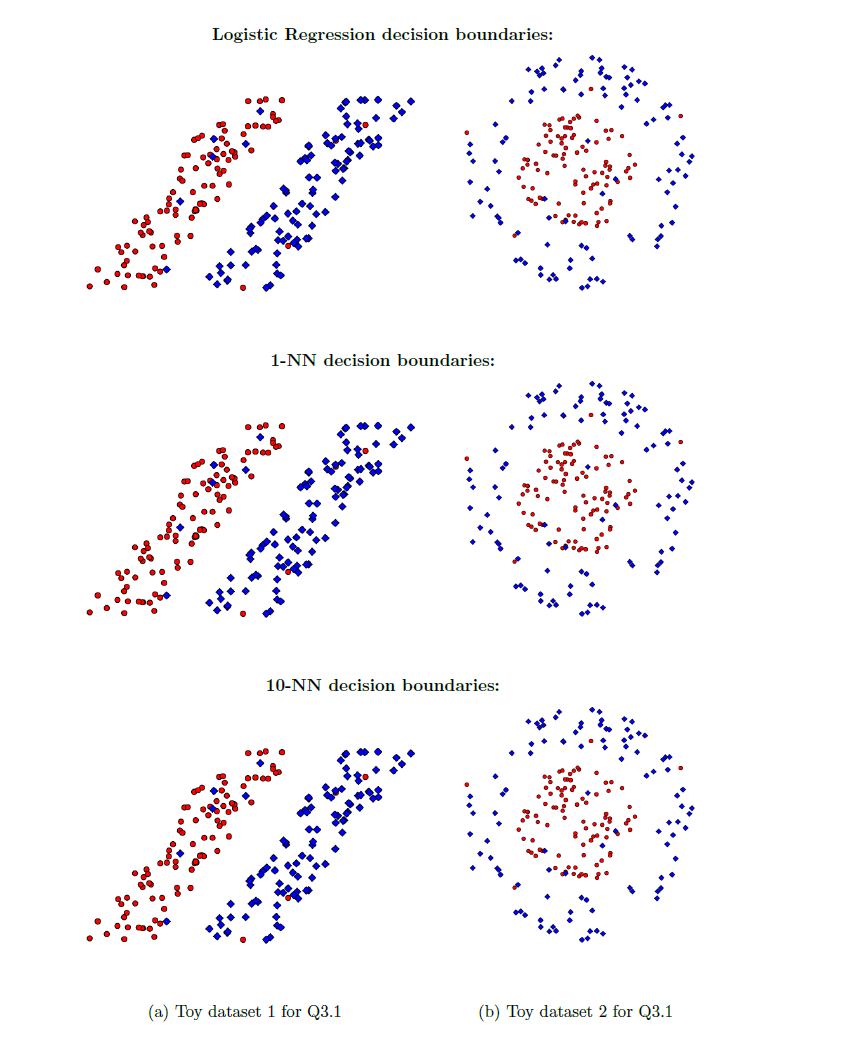 Logistic Regression decision boundaries:
1-NN decision boundaries:
10-NN decision boundaries:
(a) Toy dataset 1 for Q3.1
(b) Toy dataset 2 for Q3.1